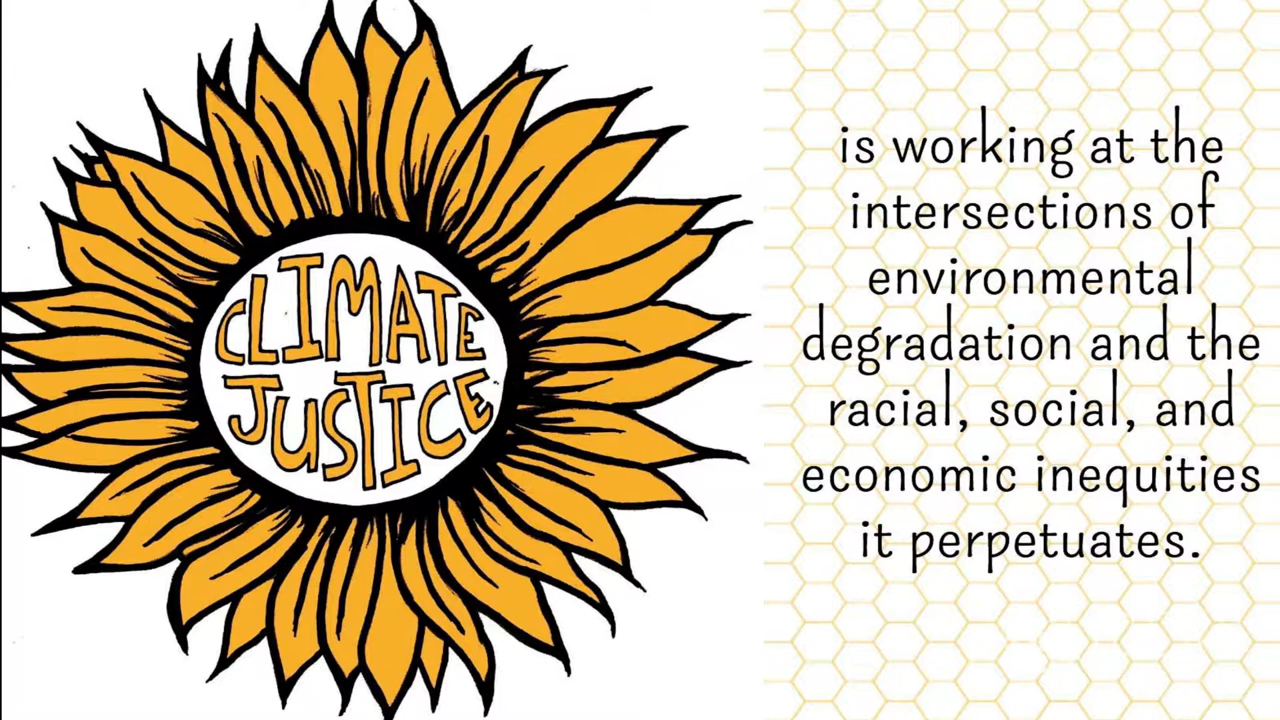 CLIMATE
JUSTICE
is working at the
intersections of
environmental
degradation and the
racial, social, and
economic inequities
it perpetuates.